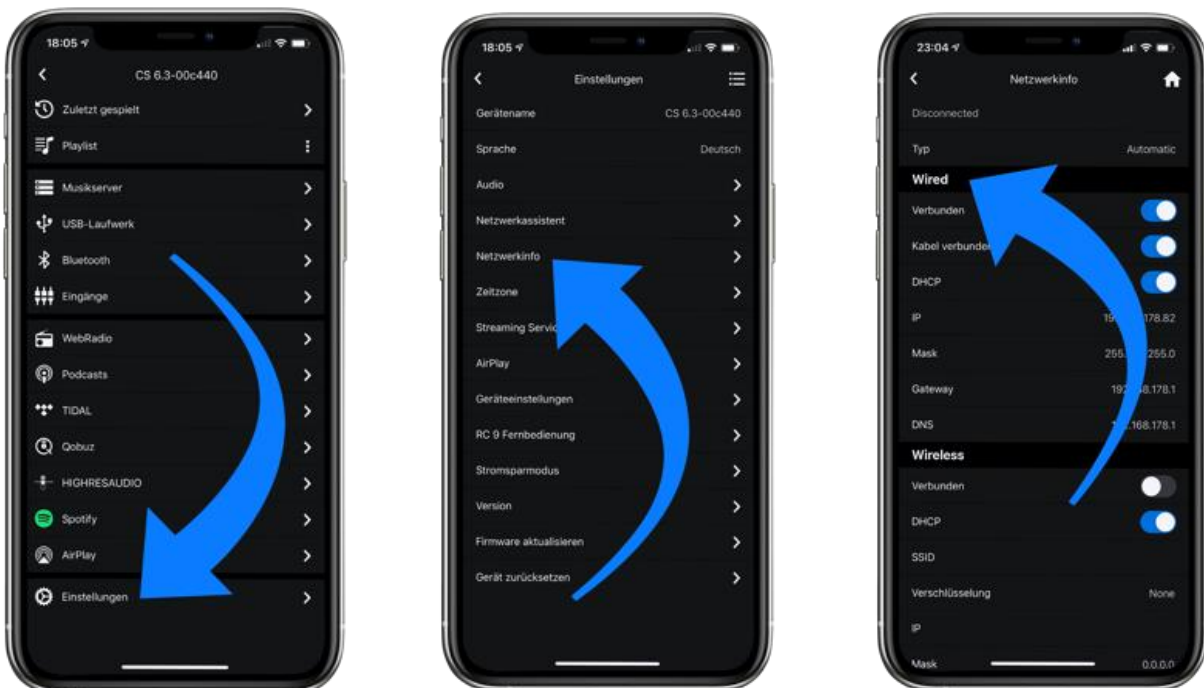 18:05
CS 6.3-00c440
Zuletzt gespielt
Playlist
Musikserver
USB-Laufwerk
Bluetooth
Eingänge
WebRadio
Podcasts
TIDAL
Qobuz
HIGHRESAUDIO
Spotify
AirPlay
Einstellungen
18:05
Einstellungen
Gerätename CS 6.3-00c440
Sprache Deutsch
Audio
Netzwerkassistent
Netzwerkinfo
Zeitzone
Streaming
AirPlay
Geräteeinstellungen
RC 9 Fernbedienung
Stromsparmodus
Version
Firmware aktualisieren
Gerät zurücksetzen
23:04
Netzwerkinfo
Disconnected
Typ Automatic
Wired
Verbunden
Kabel
DHCP
IP
Mask
Gateway
DNS
Wireless
Verbunden
DHCP
SSID
Verschlüsselung None
IP
Mask 0.0.0.0